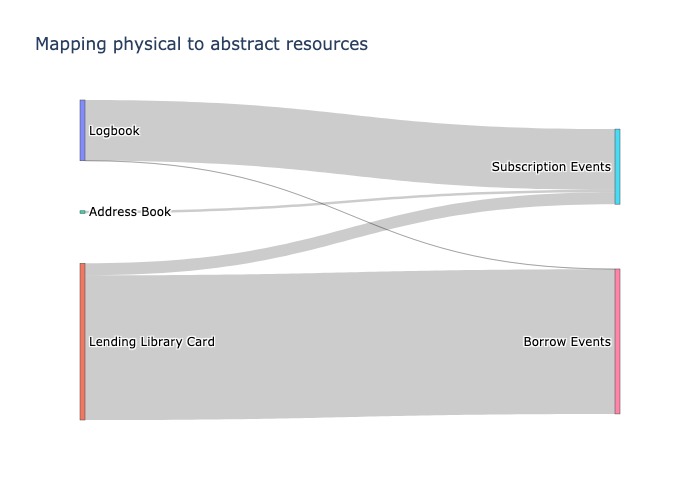 Mapping physical to abstract resources
Logbook
Subscription Events
Address Book
Lending Library Card
Borrow Events